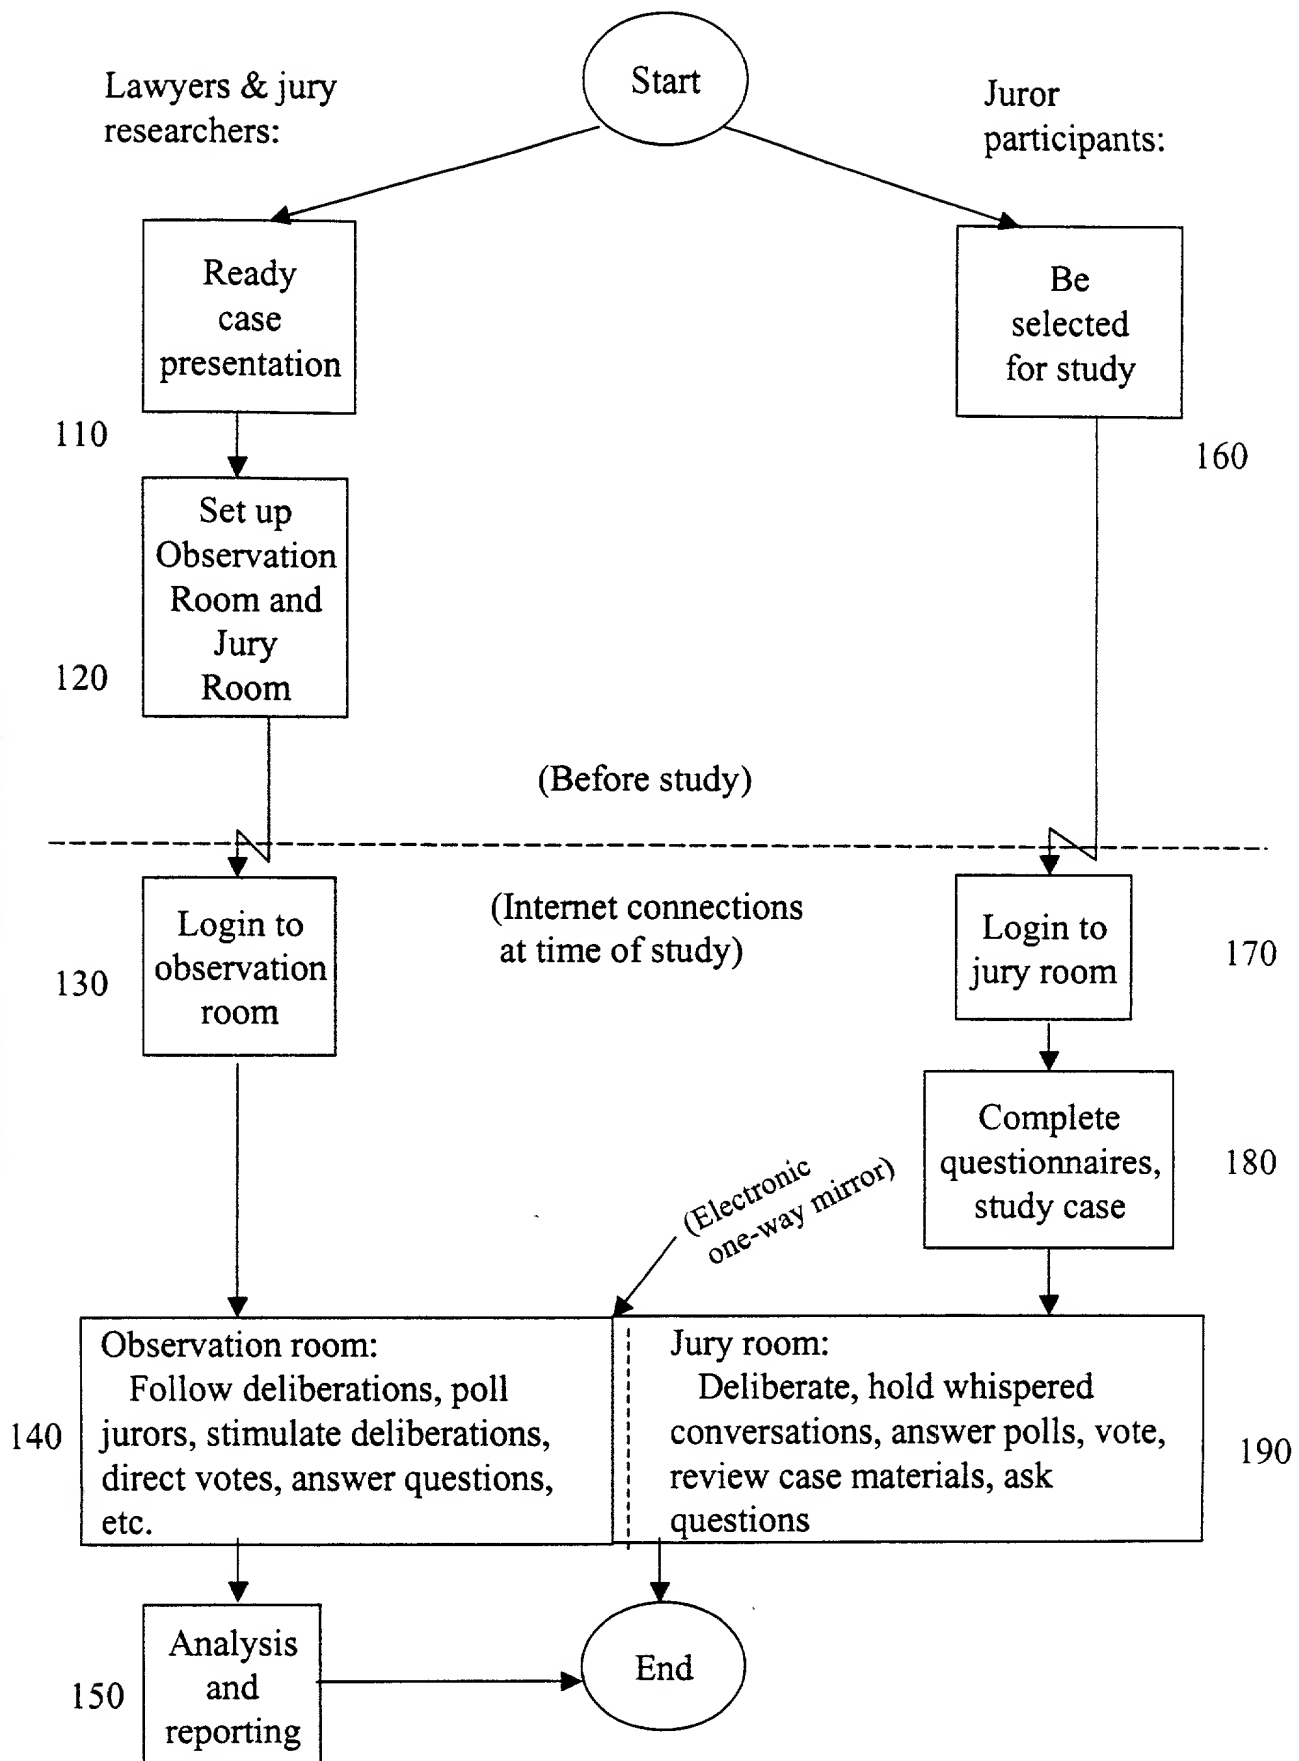 Start
Lawyers & jury
researchers:
Juror
participants:
Ready
case
presentation
110
Be
selected
for study
160
Set up
Observation
Room and
Jury
Room
120
(Before study)
(Internet connections
at time of study)
Login to
observation
room
130
Login to
jury room
170
Complete
questionnaires,
study case
180
(Electronic
one-way mirror)
Observation room:
Follow deliberations, poll
jurors, stimulate deliberations,
direct votes, answer questions,
etc.
140
Jury room:
Deliberate, hold whispered
conversations, answer polls, vote,
review case materials, ask
questions
190
Analysis
and
reporting
150
End